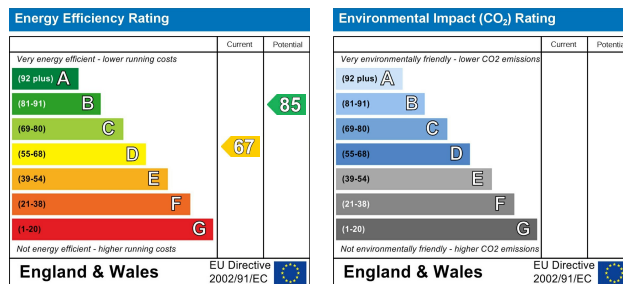 Energy Efficiency Rating
Current Potential
Very energy efficient - lower running costs
(92 plus) A
(81-91) B
85
(69-80) C
(55-68) D
67
(39-54) E
(21-38) F
(1-20) G
Not energy efficient - higher running costs
England & Wales
EU Directive
2002/91/EC
Environmental Impact (CO₂) Rating
Current Potential
Very environmentally friendly - lower CO2 emissions
(92 plus) A
(81-91) B
(69-80) C
(55-68) D
(39-54) E
(21-38) F
(1-20) G
Not environmentally friendly - higher CO2 emissions
England & Wales
EU Directive
2002/91/EC